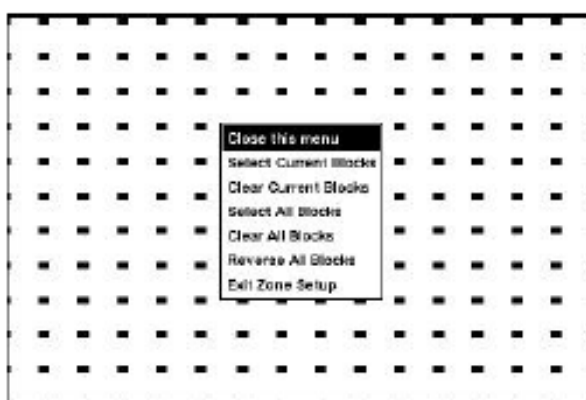 Close this menu
Select Current Blocks
Clear Current Blocks
Select All Blocks
Clear All Blocks
Reverse All Blocks
Exit Zone Setup